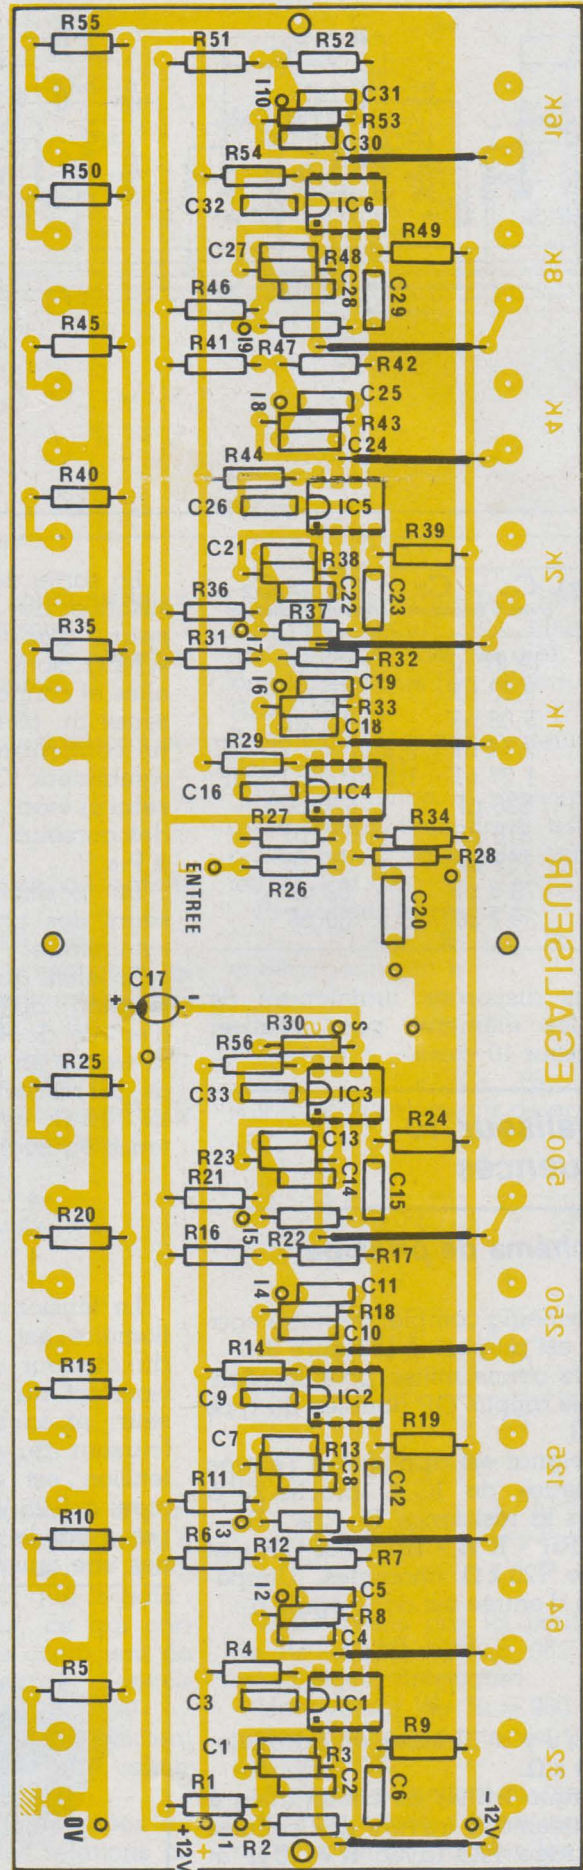 R55
R51
R52
I10
C31
R53
C30
16K
R54
R50
C32
IC6
R49
C27
R48
8K
C28
C29
R46
R45
I9
R41
R47
R42
C25
I8
R43
4K
C24
R44
R40
C26
IC5
R39
C21
R38
2K
C22
C23
R36
R37
R35
R31
I7
R32
C19
I6
R33
C18
1K
R29
C16
IC4
R27
R34
R28
ENTREE
R26
C20
EGALISEUR
C17
+
-
R30
S
S
R56
R25
C33
IC3
C13
R24
R23
500
C14
C15
R21
R20
I5
R16
R22
R17
C11
I4
R18
250
C10
R14
R15
C9
IC2
C7
R13
R19
C8
C12
125
R11
R10
I3
R6
R12
R7
I2
C5
R8
64
C4
R4
R5
C3
IC1
R9
C1
R3
32
C2
C6
R1
0V
-12V
+12V
+
I1
R2
-